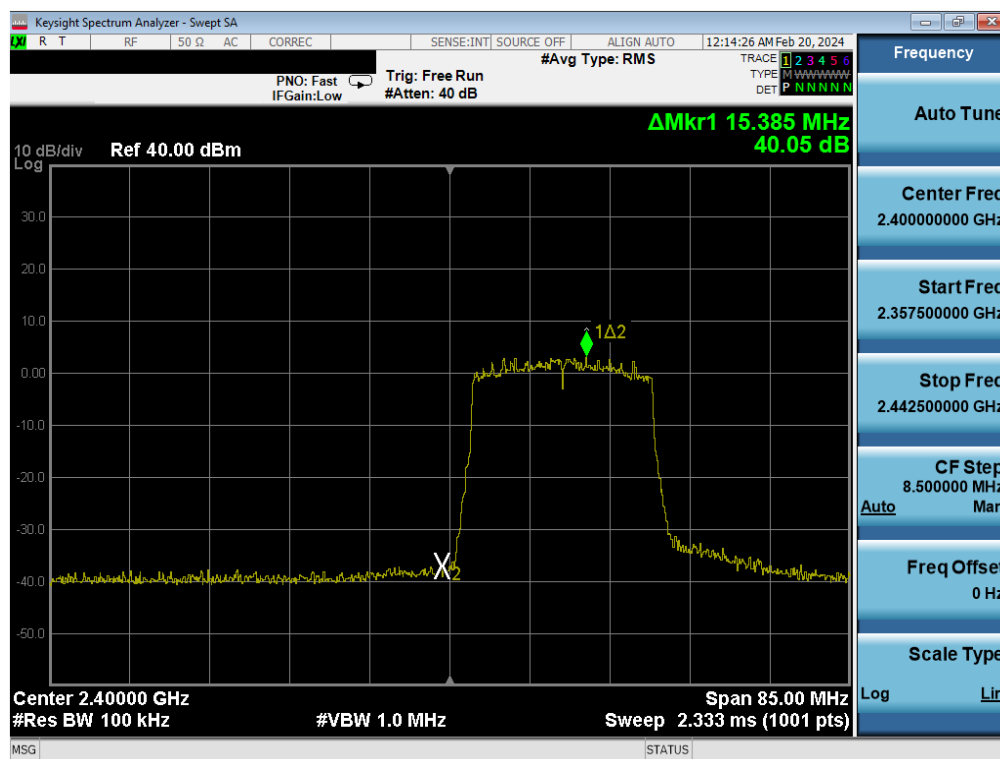 Keysight Spectrum Analyzer - Swept SA
LXI R T RF 50 Ω AC CORREC SENSE:INT SOURCE OFF ALIGN AUTO 12:14:26 AM Feb 20, 2024
Frequency
#Avg Type: RMS
TRACE 1 2 3 4 5 6
PNO: Fast
Trig: Free Run
TYPE M WWWWW
IFGain:Low
#Atten: 40 dB
DET P N N N N N
Auto Tune
ΔMkr1 15.385 MHz
40.05 dB
10 dB/div
Ref 40.00 dBm
Log
Center Freq
2.400000000 GHz
30.0
20.0
Start Freq
2.357500000 GHz
10.0
1Δ2
0.00
Stop Freq
2.442500000 GHz
-10.0
-20.0
CF Step
8.500000 MHz
Auto Man
-30.0
X2
-40.0
Freq Offset
0 Hz
-50.0
Scale Type
Log Lin
Center 2.40000 GHz
Span 85.00 MHz
#Res BW 100 kHz
#VBW 1.0 MHz
Sweep 2.333 ms (1001 pts)
MSG
STATUS